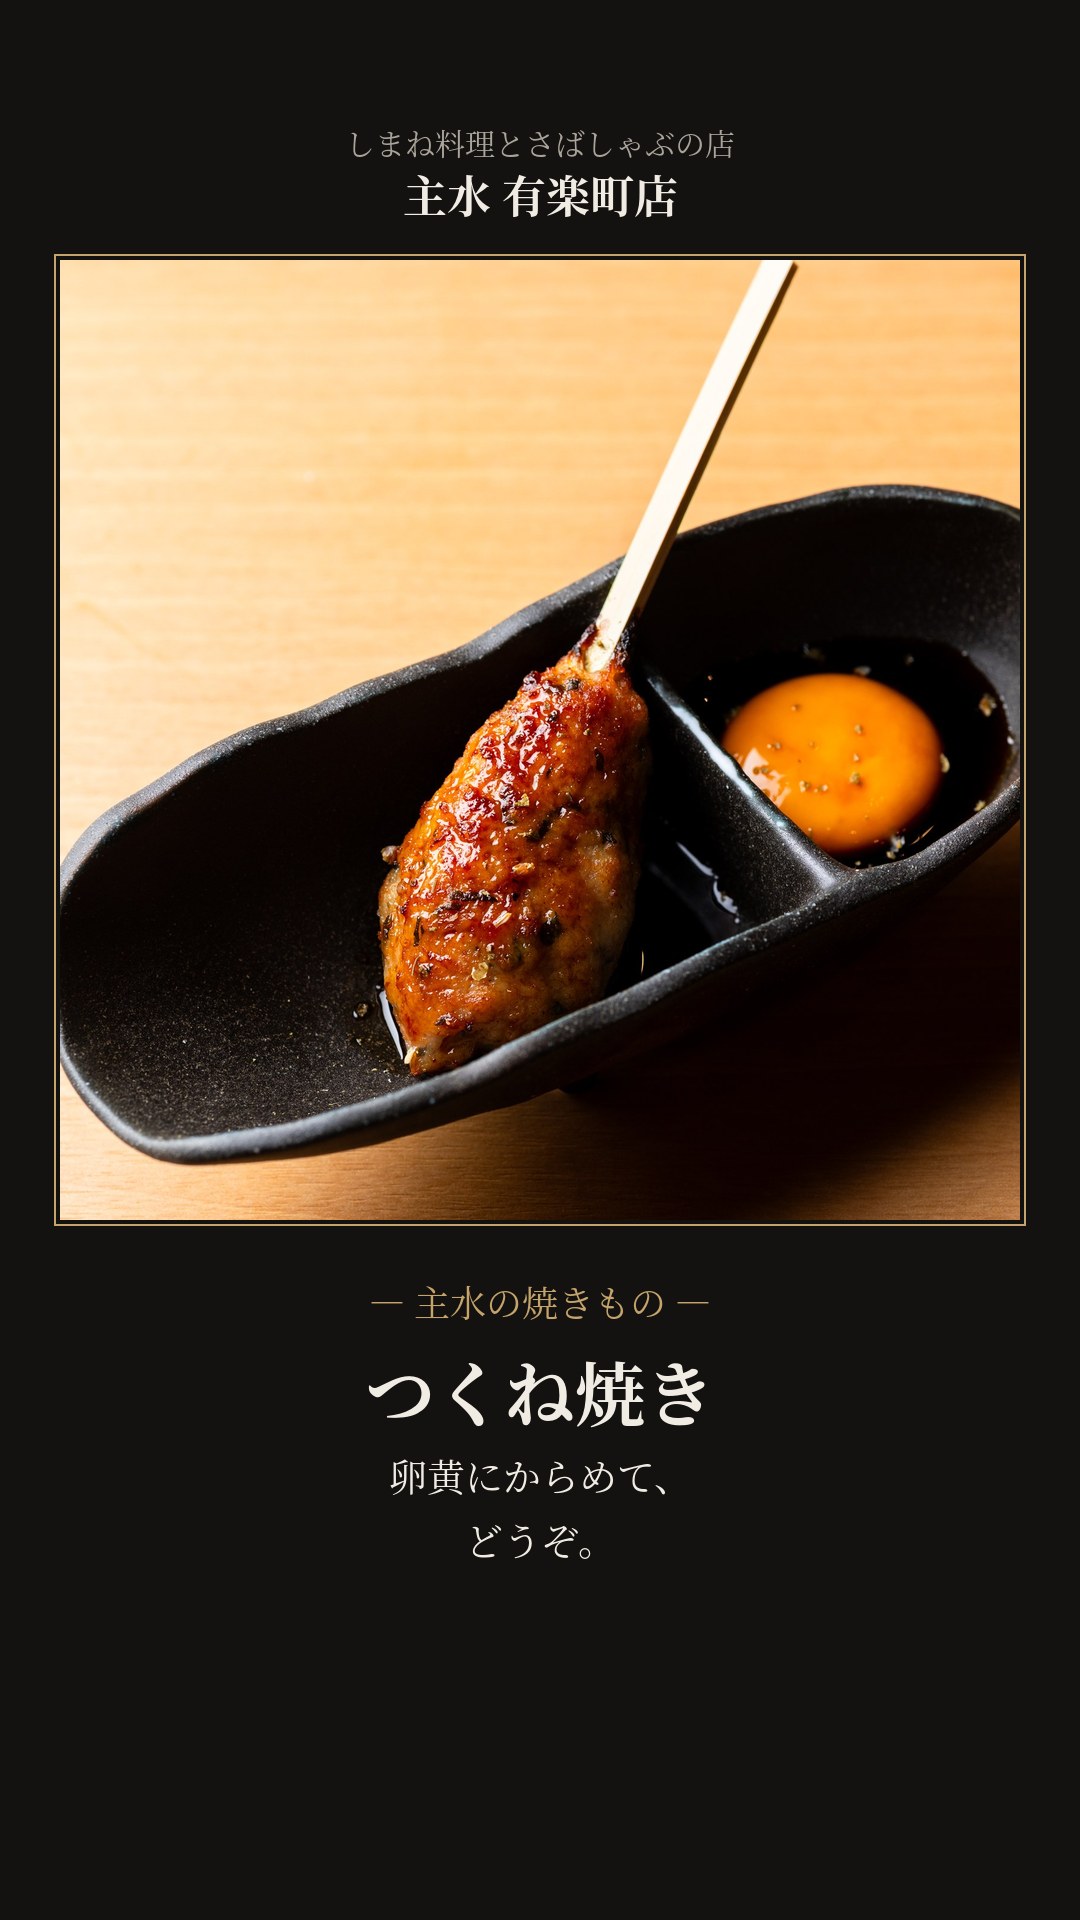 しまね料理とさばしゃぶの店
主水 有楽町店
― 主水の焼きもの ―
つくね焼き
卵黄にからめて、
どうぞ。